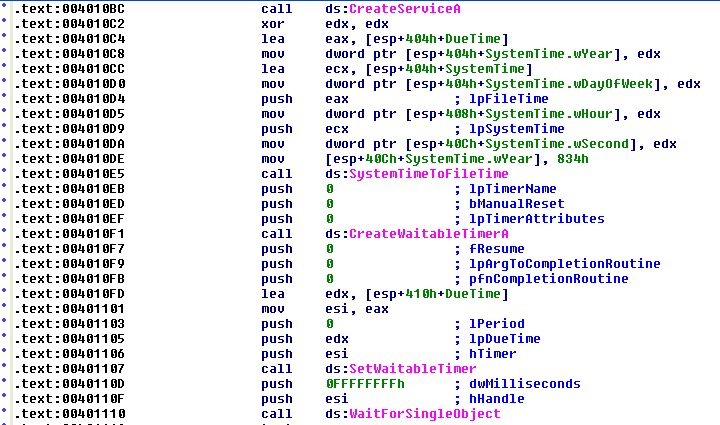 .text:004010BC call ds:CreateServiceA
.text:004010C2 xor edx, edx
.text:004010C4 lea eax, [esp+404h+DueTime]
.text:004010C8 mov dword ptr [esp+404h+SystemTime.wYear], edx
.text:004010CC lea ecx, [esp+404h+SystemTime]
.text:004010D0 mov dword ptr [esp+404h+SystemTime.wDayOfWeek], edx
.text:004010D4 push eax ; lpFileTime
.text:004010D5 mov dword ptr [esp+408h+SystemTime.wHour], edx
.text:004010D9 push ecx ; lpSystemTime
.text:004010DA mov dword ptr [esp+40Ch+SystemTime.wSecond], edx
.text:004010DE mov [esp+40Ch+SystemTime.wYear], 834h
.text:004010E5 call ds:SystemTimeToFileTime
.text:004010EB push 0 ; lpTimerName
.text:004010ED push 0 ; bManualReset
.text:004010EF push 0 ; lpTimerAttributes
.text:004010F1 call ds:CreateWaitableTimerA
.text:004010F7 push 0 ; fResume
.text:004010F9 push 0 ; lpArgToCompletionRoutine
.text:004010FB push 0 ; pfnCompletionRoutine
.text:004010FD lea edx, [esp+410h+DueTime]
.text:00401101 mov esi, eax
.text:00401103 push 0 ; lPeriod
.text:00401105 push edx ; lpDueTime
.text:00401106 push esi ; hTimer
.text:00401107 call ds:SetWaitableTimer
.text:0040110D push 0FFFFFFFFh ; dwMilliseconds
.text:0040110F push esi ; hHandle
.text:00401110 call ds:WaitForSingleObject